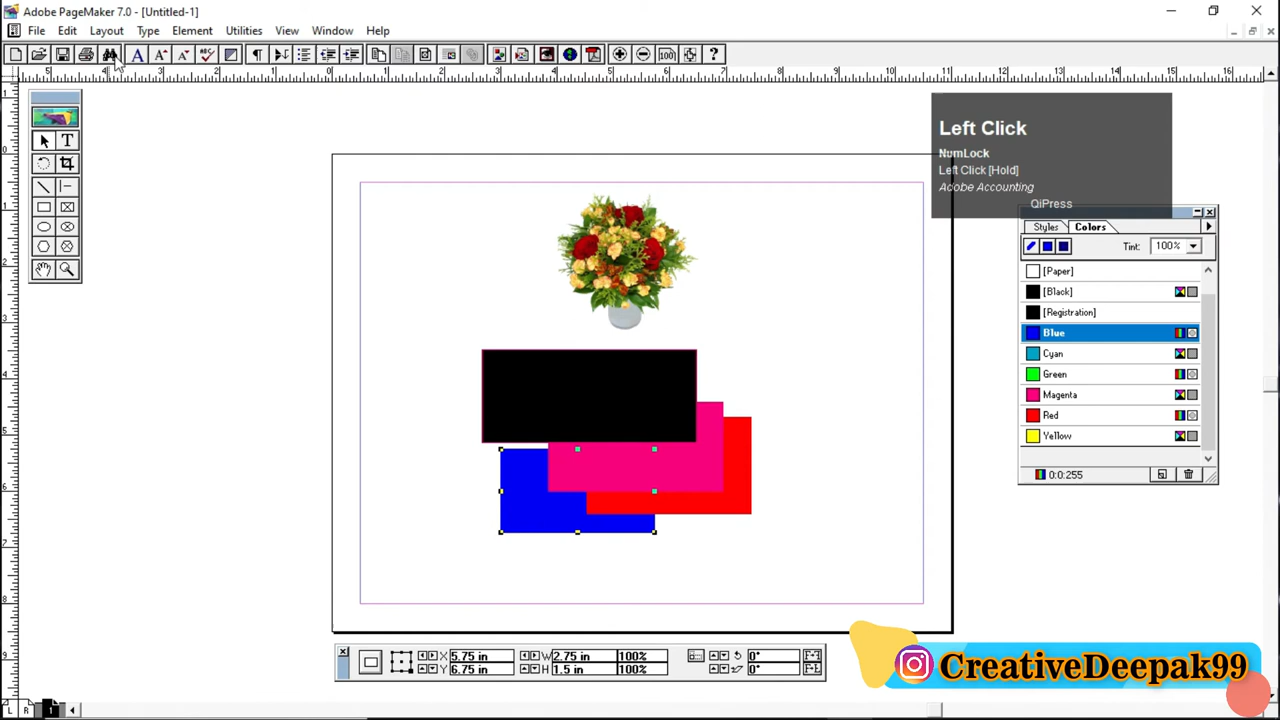 Adobe PageMaker 7.0 - [Untitled-1]
File Edit Layout Type Element Utilities View Window Help
Left Click
NumLock
Left Click [Hold]
Adobe Accounting
QiPress
Styles Colors
Tint: 100%
[Paper]
[Black]
[Registration]
Blue
Cyan
Green
Magenta
Red
Yellow
0:0:255
X 5.75 in W 2.75 in 100% 0°
Y 6.75 in H 1.5 in 100% 0°
CreativeDeepak99
L R 1